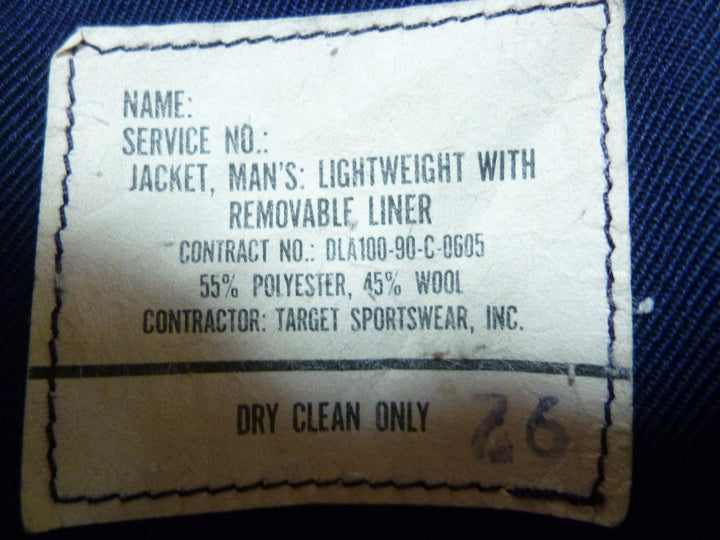 NAME:
SERVICE NO.:
JACKET, MAN'S: LIGHTWEIGHT WITH
REMOVABLE LINER
CONTRACT NO.: DLA100-90-C-0605
55% POLYESTER, 45% WOOL
CONTRACTOR: TARGET SPORTSWEAR, INC.
DRY CLEAN ONLY 26